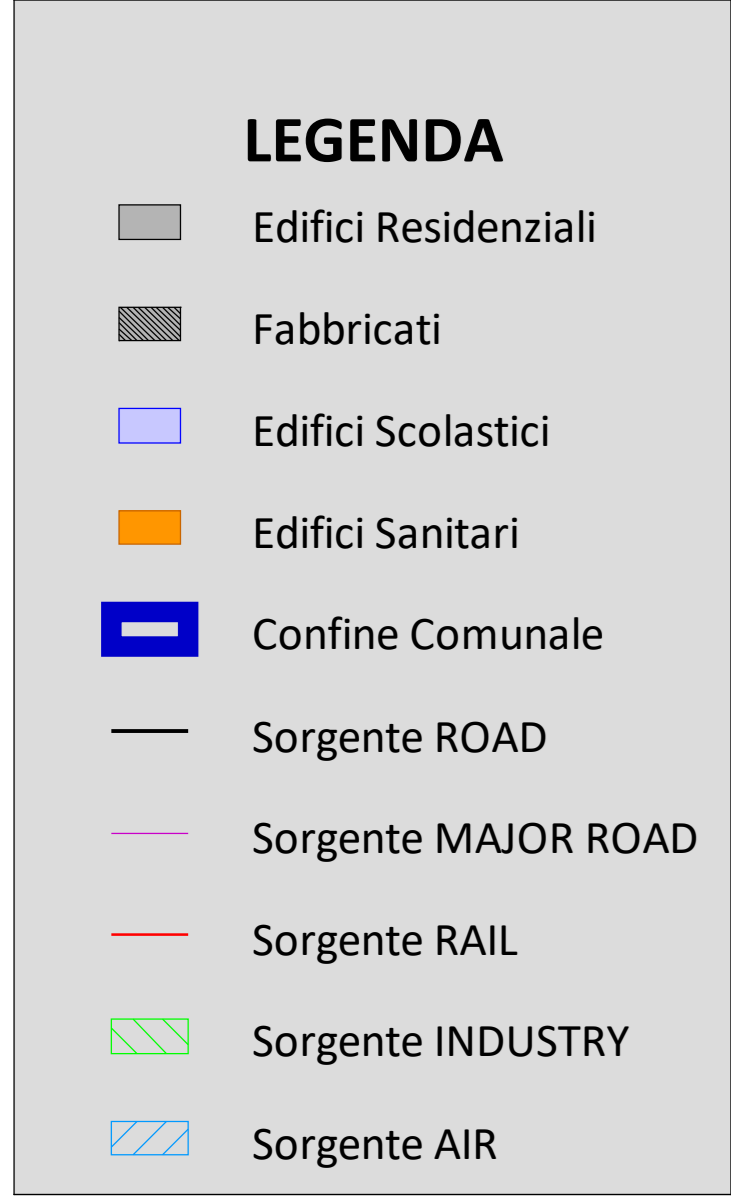 LEGENDA
Edifici Residenziali
Fabbricati
Edifici Scolastici
Edifici Sanitari
Confine Comunale
Sorgente ROAD
Sorgente MAJOR ROAD
Sorgente RAIL
Sorgente INDUSTRY
Sorgente AIR